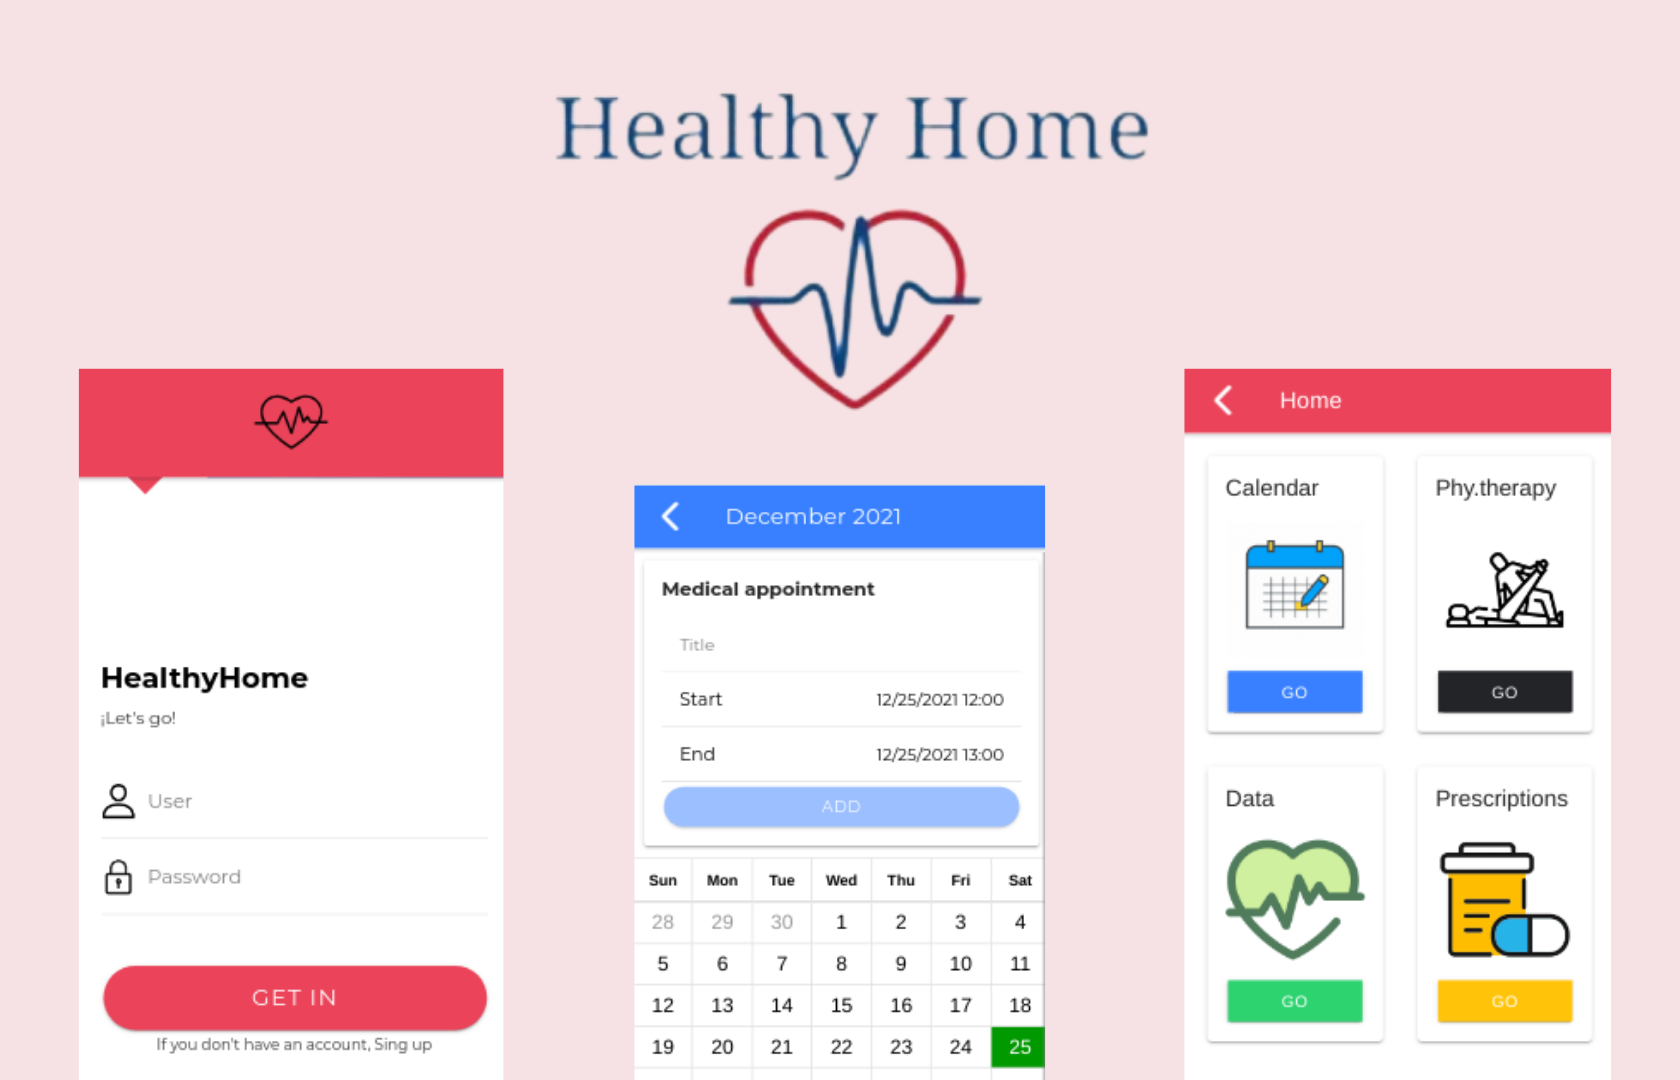 Healthy Home
HealthyHome
¡Let's go!
User
Password
GET IN
If you don't have an account, Sing up
December 2021
Medical appointment
Title
Start 12/25/2021 12:00
End 12/25/2021 13:00
ADD
Sun Mon Tue Wed Thu Fri Sat
28 29 30 1 2 3 4
5 6 7 8 9 10 11
12 13 14 15 16 17 18
19 20 21 22 23 24 25
Home
Calendar
GO
Phy.therapy
GO
Data
GO
Prescriptions
GO